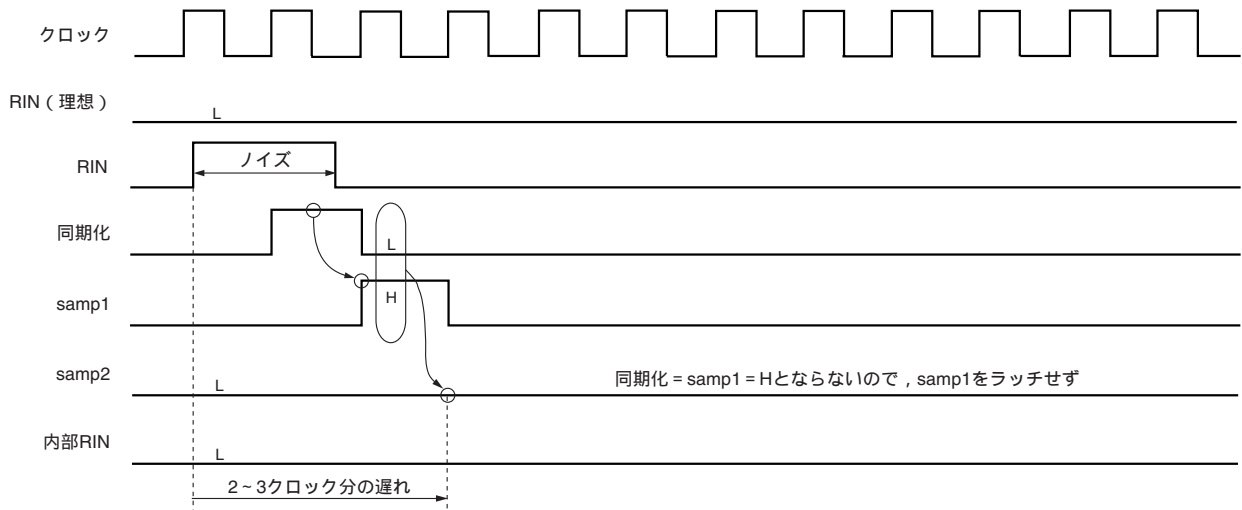 クロック
RIN（理想）
L
RIN
ノイズ
同期化
L
samp1
H
samp2
L
同期化＝samp1＝Hとならないので，samp1をラッチせず
内部RIN
L
2~3クロック分の遅れ